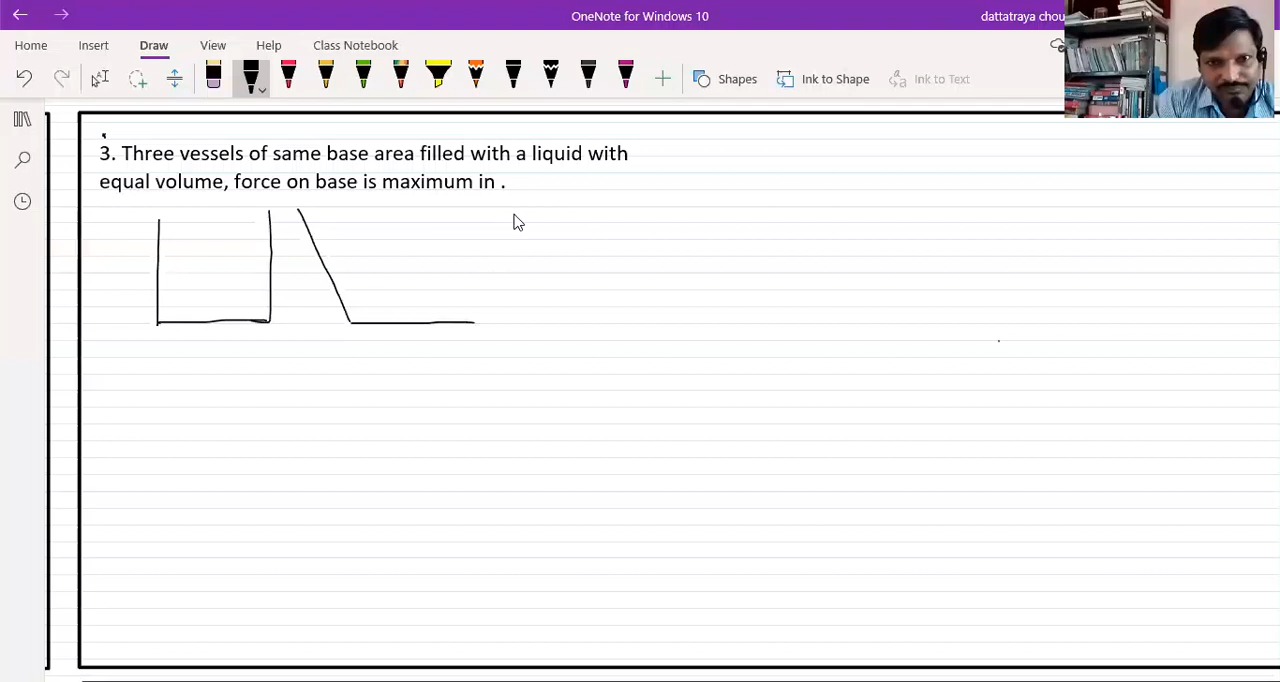 OneNote for Windows 10
dattatraya chou
Home Insert Draw View Help Class Notebook
Shapes Ink to Shape Ink to Text
3. Three vessels of same base area filled with a liquid with
equal volume, force on base is maximum in .